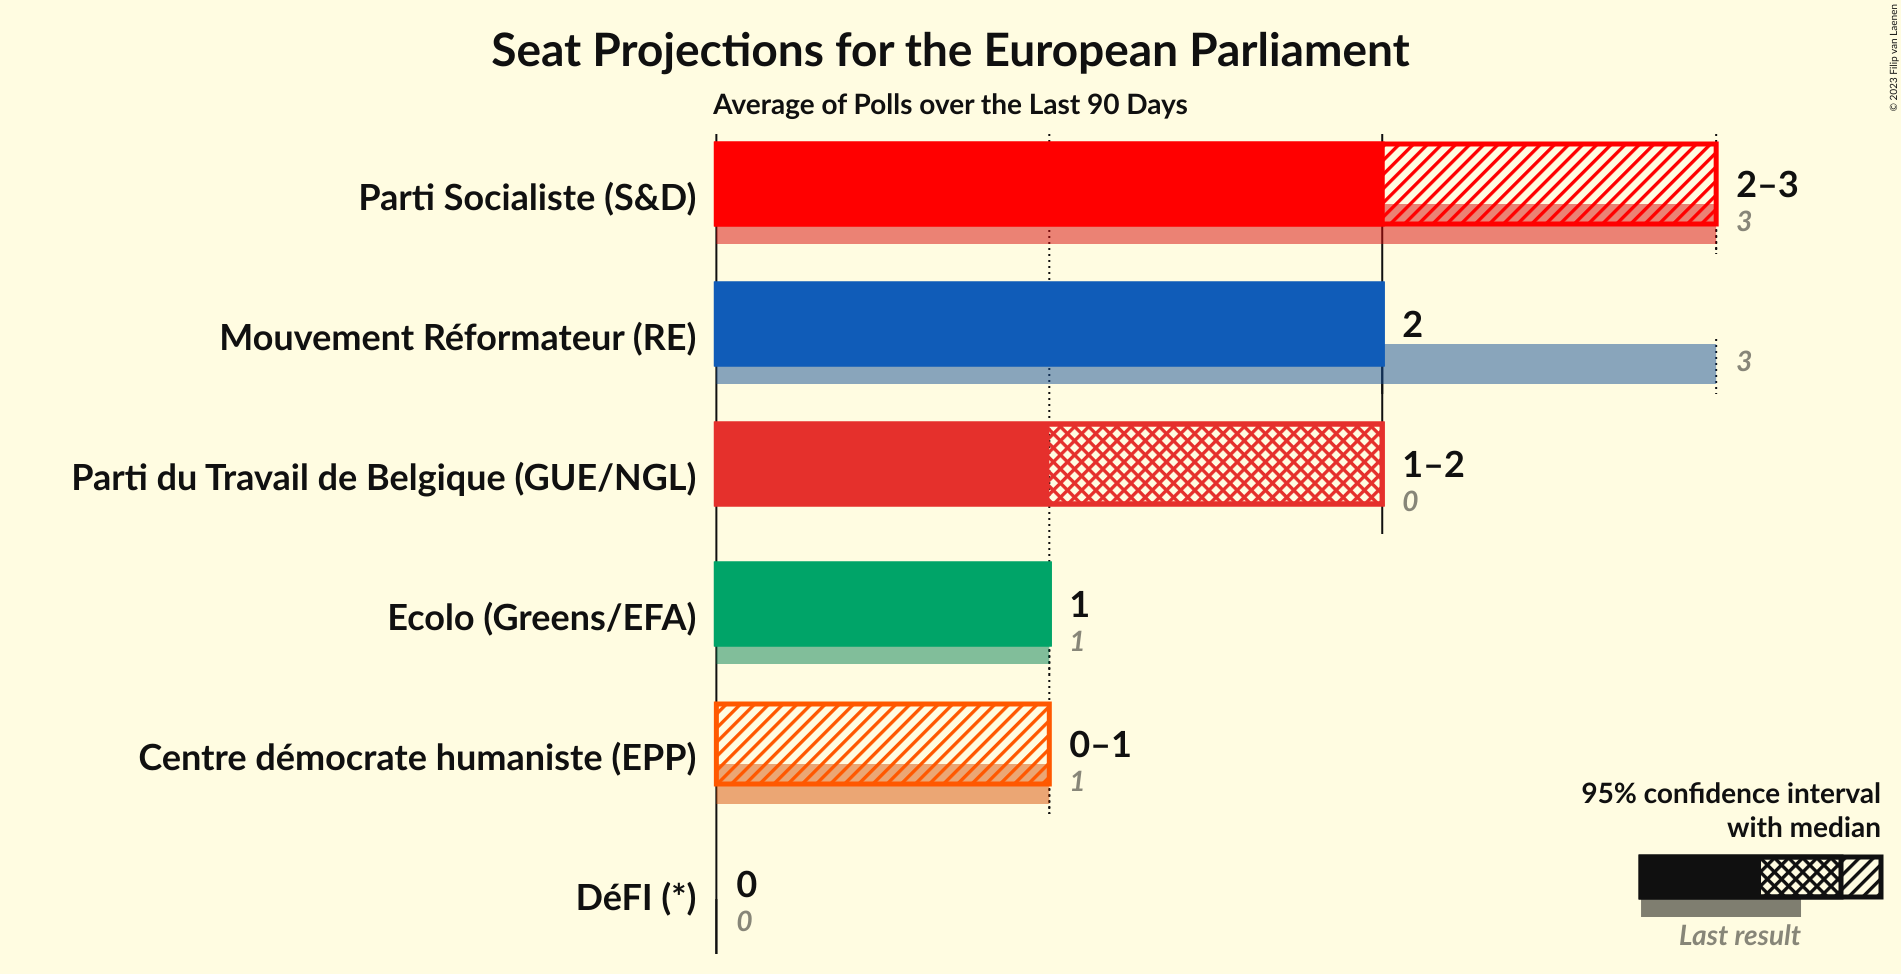 Seat Projections for the European Parliament
Average of Polls over the Last 90 Days
© 2023 Filip van Laenen
Parti Socialiste (S&D)
2–3
3
Mouvement Réformateur (RE)
2
3
Parti du Travail de Belgique (GUE/NGL)
1–2
0
Ecolo (Greens/EFA)
1
1
Centre démocrate humaniste (EPP)
0–1
1
DéFI (*)
0
0
95% confidence interval
with median
Last result